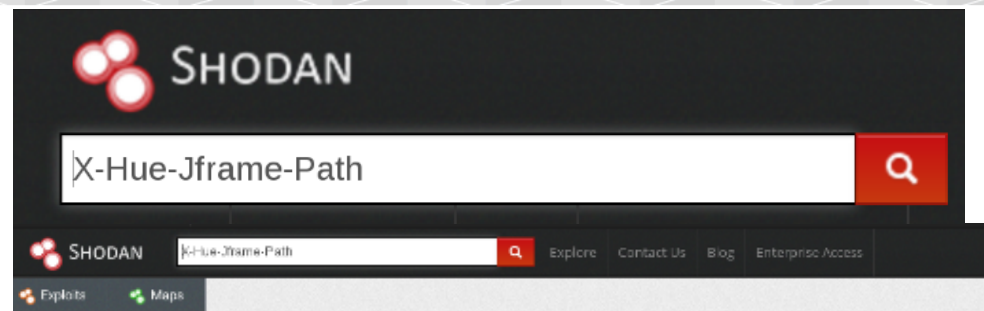 SHODAN
X-Hue-Jframe-Path
SHODAN X-Hue-Jframe-Path Explore Contact Us Blog Enterprise Access
Exploits Maps